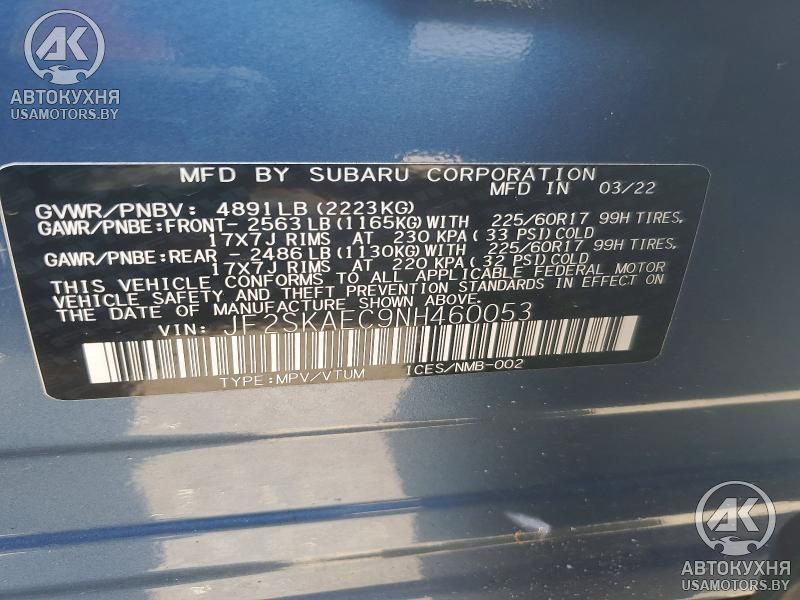 AK
АВТОКУХНЯ
USAMOTORS.BY
MFD BY SUBARU CORPORATION
MFD IN 03/22
GVWR/PNBV: 4891LB(2223KG)
GAWR/PNBE:FRONT- 2563LB(1165KG)WITH 225/60R17 99H TIRES,
17X7J RIMS AT 230 KPA( 33 PSI)COLD
GAWR/PNBE:REAR - 2486LB(1130KG)WITH 225/60R17 99H TIRES,
17X7J RIMS AT 220 KPA( 32 PSI)COLD
THIS VEHICLE CONFORMS TO ALL APPLICABLE FEDERAL MOTOR
VEHICLE SAFETY AND THEFT PREVENTION STANDARDS IN EFFECT ON
THE DATE OF MANUFACTURE SHOWN ABOVE.
VIN: JF2SKAEC9NH460053
TYPE:MPV/VTUM ICES/NMB-002
AK
АВТОКУХНЯ
USAMOTORS.BY